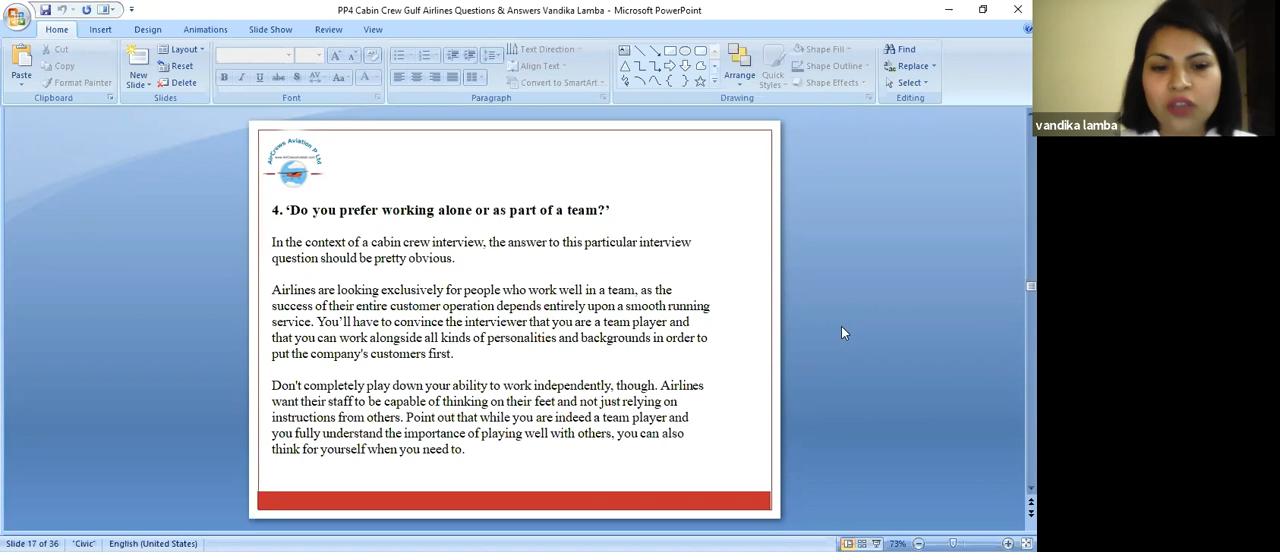 PP4 Cabin Crew Gulf Airlines Questions & Answers Vandika Lamba - Microsoft PowerPoint
Home Insert Design Animations Slide Show Review View
Paste
Cut
Copy
Format Painter
Clipboard
New Slide
Layout
Reset
Delete
Slides
B I U abc S AV Aa A
Font
Text Direction
Align Text
Convert to SmartArt
Paragraph
Arrange
Quick Styles
Shape Fill
Shape Outline
Shape Effects
Drawing
Find
Replace
Select
Editing
vandika lamba
AirCrews Aviation P Ltd
4. ‘Do you prefer working alone or as part of a team?’
In the context of a cabin crew interview, the answer to this particular interview
question should be pretty obvious.
Airlines are looking exclusively for people who work well in a team, as the
success of their entire customer operation depends entirely upon a smooth running
service. You’ll have to convince the interviewer that you are a team player and
that you can work alongside all kinds of personalities and backgrounds in order to
put the company's customers first.
Don't completely play down your ability to work independently, though. Airlines
want their staff to be capable of thinking on their feet and not just relying on
instructions from others. Point out that while you are indeed a team player and
you fully understand the importance of playing well with others, you can also
think for yourself when you need to.
Slide 17 of 36 "Civic" English (United States) 73%